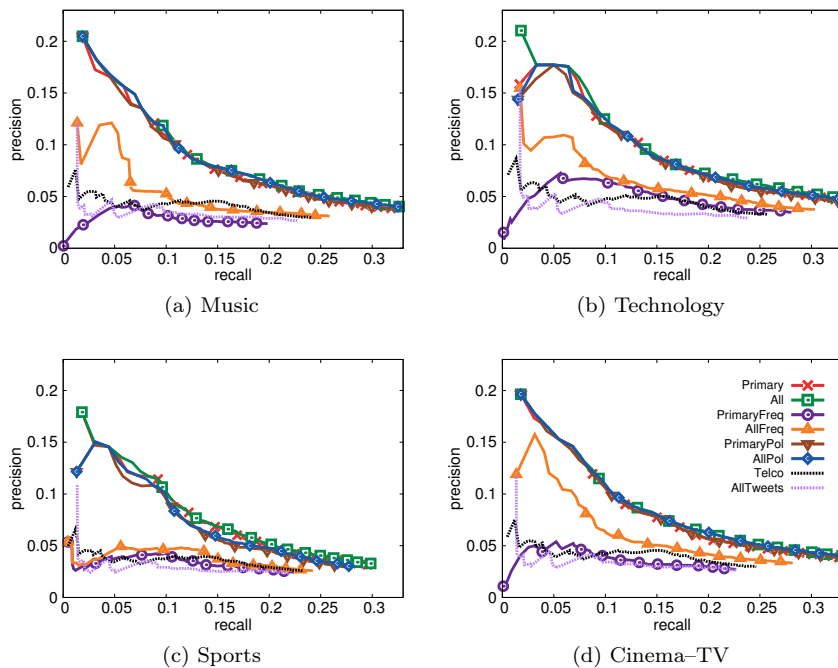 0.2
0.15
0.1
0.05
0
precision
0 0.05 0.1 0.15 0.2 0.25 0.3
recall
(a) Music
0.2
0.15
0.1
0.05
0
precision
0 0.05 0.1 0.15 0.2 0.25 0.3
recall
(b) Technology
0.2
0.15
0.1
0.05
0
precision
0 0.05 0.1 0.15 0.2 0.25 0.3
recall
(c) Sports
0.2
0.15
0.1
0.05
0
precision
Primary
All
PrimaryFreq
AllFreq
PrimaryPol
AllPol
Telco
AllTweets
0 0.05 0.1 0.15 0.2 0.25 0.3
recall
(d) Cinema–TV